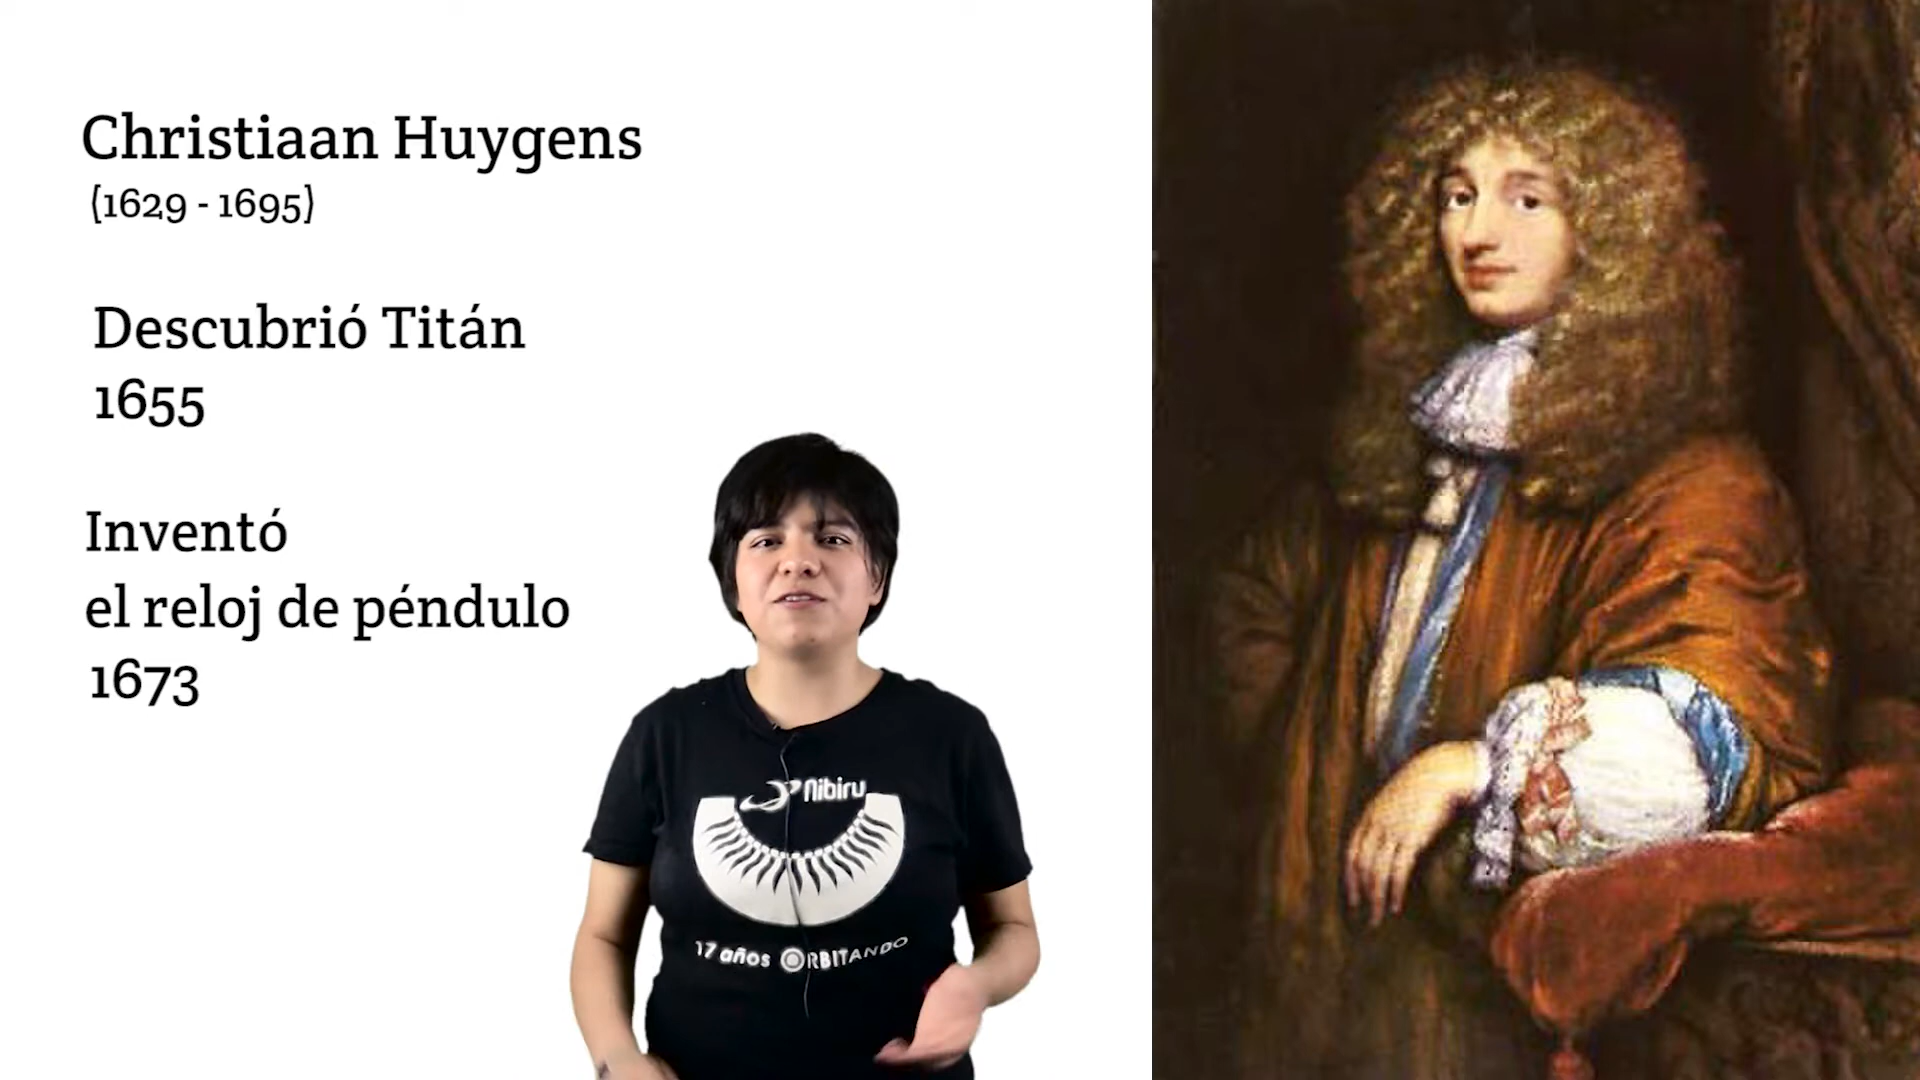 Christiaan Huygens
(1629 - 1695)
Descubrió Titán
1655
Inventó
el reloj de péndulo
1673
Nibiru
17 años ORBITANDO